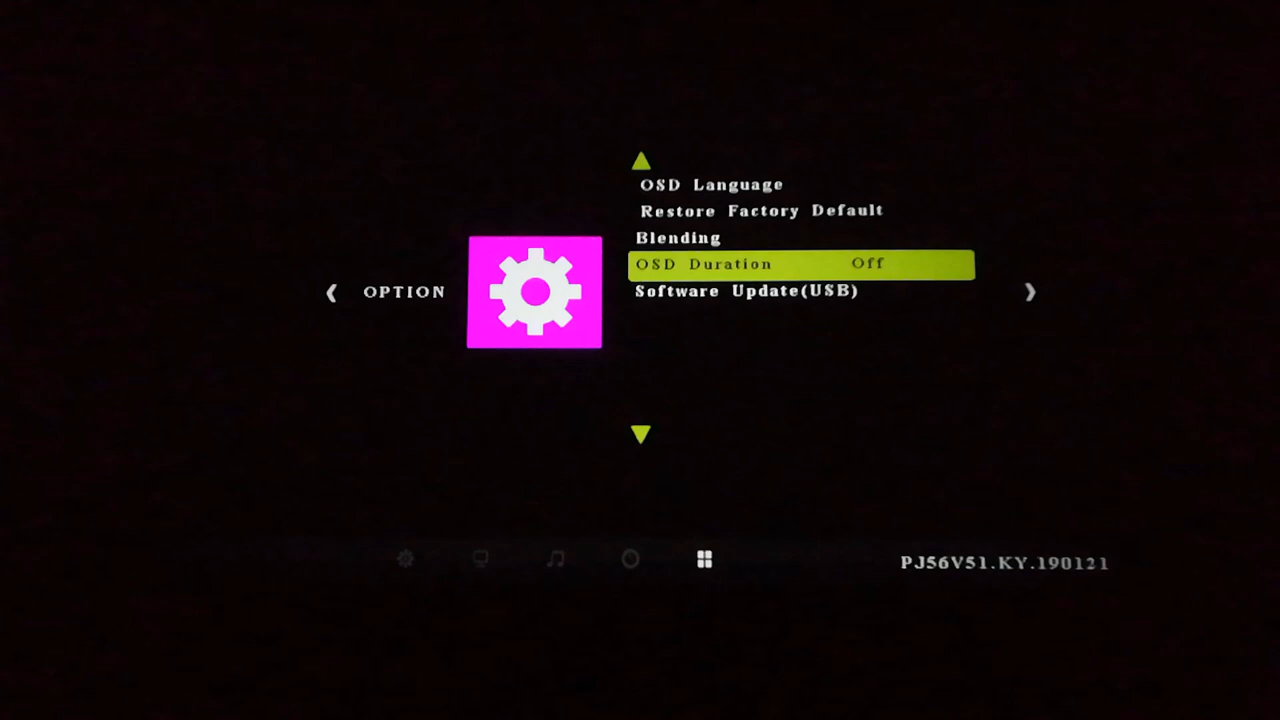 OSD Language
Restore Factory Default
Blending
OSD Duration Off
Software Update(USB)
OPTION
PJ56V51.KY.190121